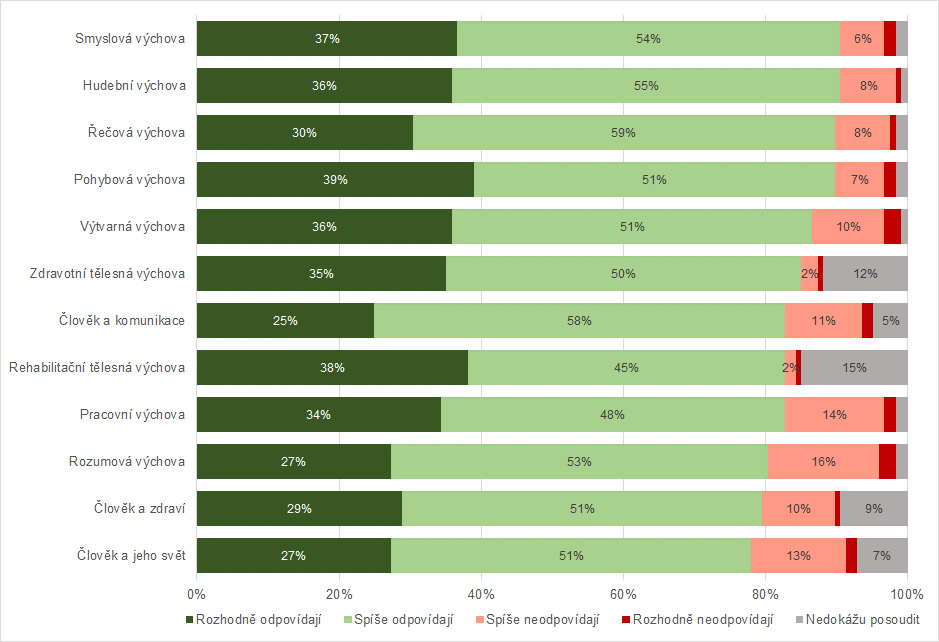 Smyslová výchova 37% 54% 6%
Hudební výchova 36% 55% 8%
Řečová výchova 30% 59% 8%
Pohybová výchova 39% 51% 7%
Výtvarná výchova 36% 51% 10%
Zdravotní tělesná výchova 35% 50% 2% 12%
Člověk a komunikace 25% 58% 11% 5%
Rehabilitační tělesná výchova 38% 45% 2% 15%
Pracovní výchova 34% 48% 14%
Rozumová výchova 27% 53% 16%
Člověk a zdraví 29% 51% 10% 9%
Člověk a jeho svět 27% 51% 13% 7%
0% 20% 40% 60% 80% 100%
Rozhodně odpovídají Spíše odpovídají Spíše neodpovídají Rozhodně neodpovídají Nedokážu posoudit